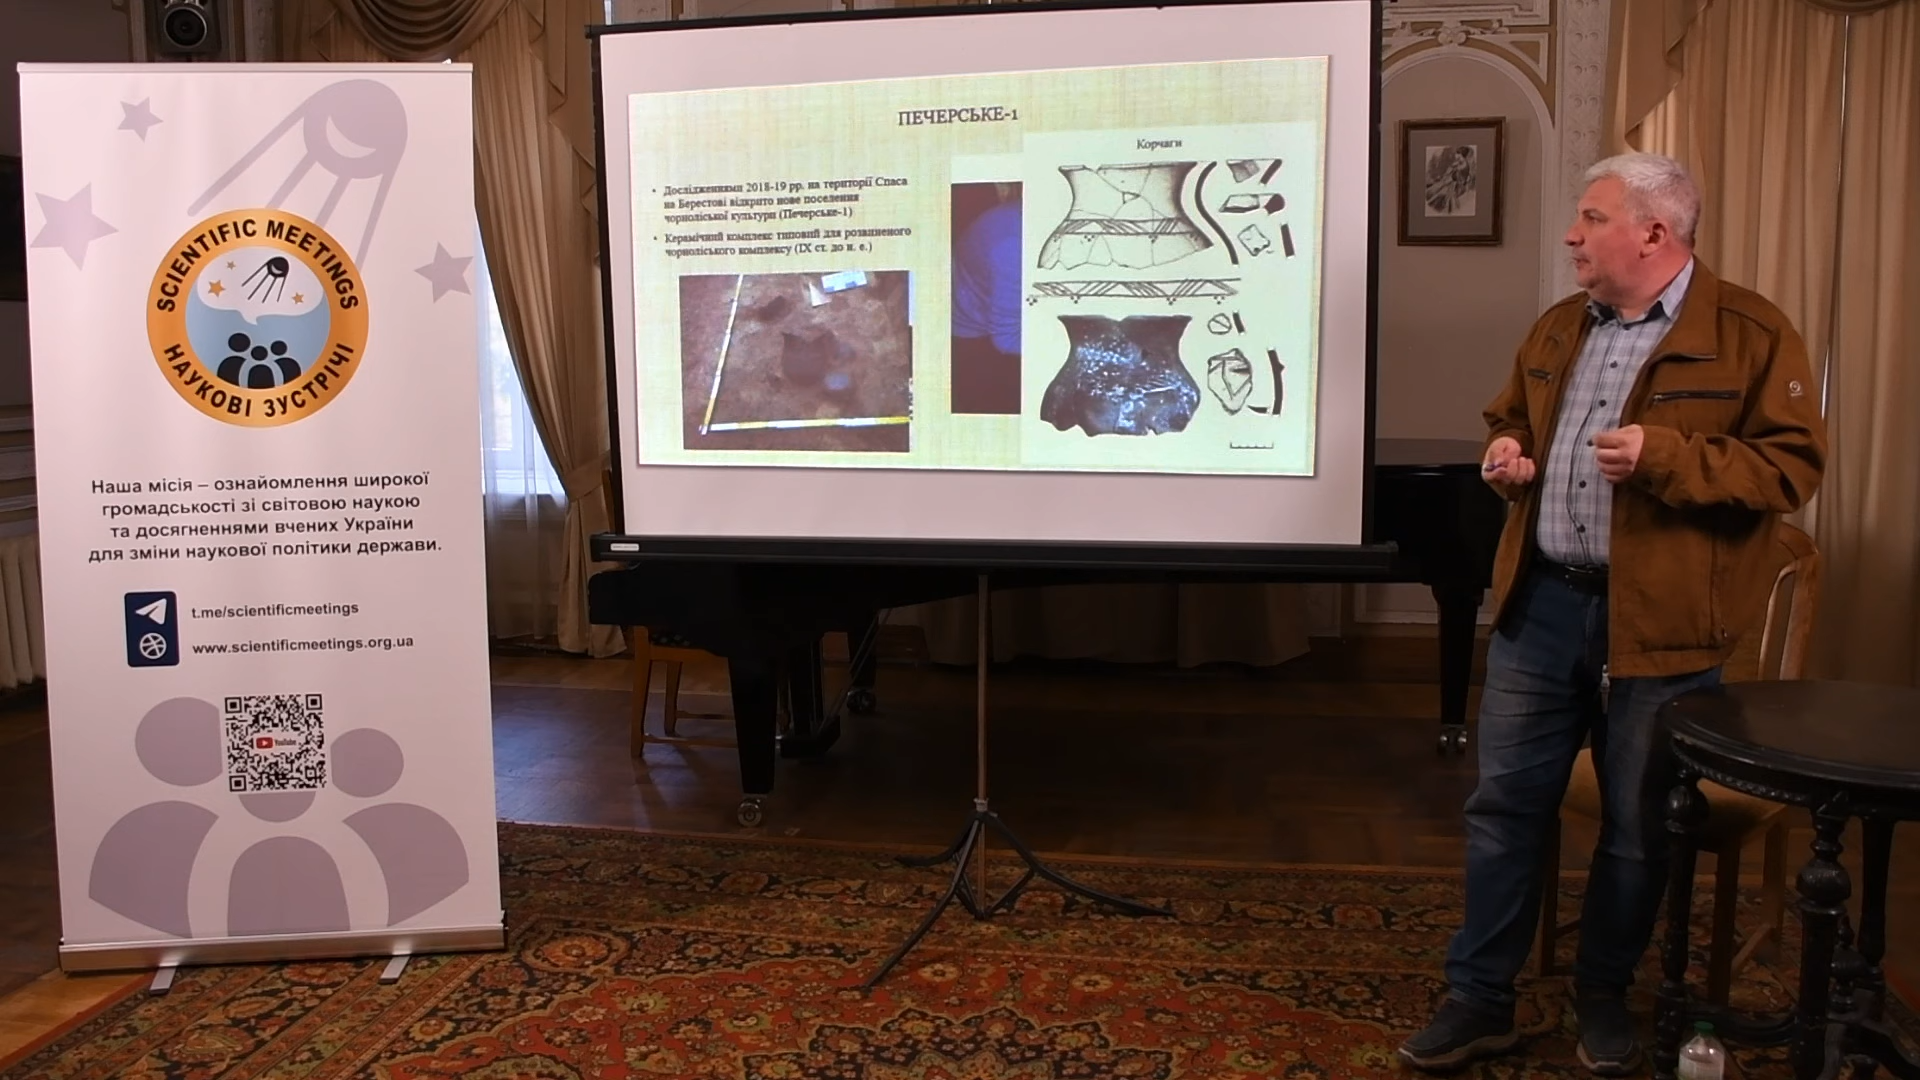 SCIENTIFIC MEETINGS
НАУКОВІ ЗУСТРІЧІ
Наша місія – ознайомлення широкої
громадськості зі світовою наукою
та досягненнями вчених України
для зміни наукової політики держави.
t.me/scientificmeetings
www.scientificmeetings.org.ua
YouTube
ПЕЧЕРСЬКЕ-1
• Дослідженнями 2018-19 рр. на території Спаса
на Берестові відкрито нове поселення
чорноліської культури (Печерське-1)
• Керамічний комплекс типовий для розвиненого
чорноліського комплексу (IX ст. до н. е.)
Корчаги